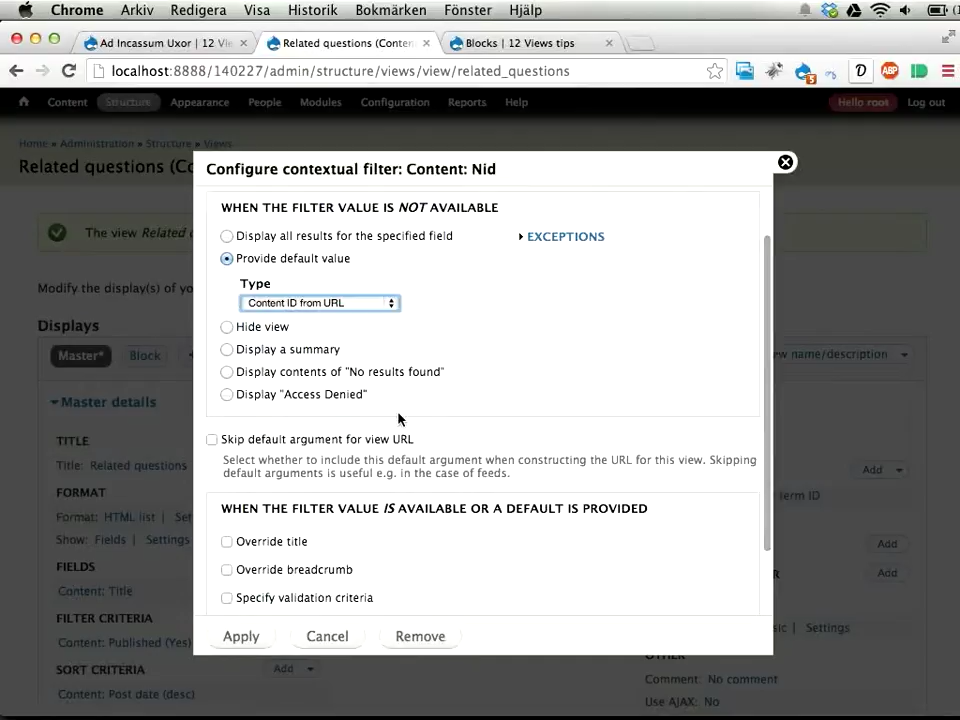 Chrome Arkiv Redigera Visa Historik Bokmärken Fönster Hjälp
Ad Incassum Uxor | 12 Vie
Related questions (Conten
Blocks | 12 Views tips
localhost:8888/140227/admin/structure/views/view/related_questions
Content Structure Appearance People Modules Configuration Reports Help Hello root Log out
Home » Administration » Structure » Views
Related questions (Co
Configure contextual filter: Content: Nid
WHEN THE FILTER VALUE IS NOT AVAILABLE
Display all results for the specified field
EXCEPTIONS
Provide default value
The view Related
Type
Modify the display(s) of yo
Content ID from URL
Displays
Hide view
Display a summary
Master* Block
ew name/description
Display contents of "No results found"
Display "Access Denied"
Master details
Skip default argument for view URL
TITLE
Select whether to include this default argument when constructing the URL for this view. Skipping
default arguments is useful e.g. in the case of feeds.
Title: Related questions
Add
FORMAT
term ID
Format: HTML list | Set
WHEN THE FILTER VALUE IS AVAILABLE OR A DEFAULT IS PROVIDED
Show: Fields | Settings
Override title
Add
FIELDS
Override breadcrumb
R
Add
Content: Title
Specify validation criteria
FILTER CRITERIA
sic | Settings
Content: Published (Yes)
Apply Cancel Remove
OTHER
SORT CRITERIA
Add
Comment: No comment
Content: Post date (desc)
Use AJAX: No